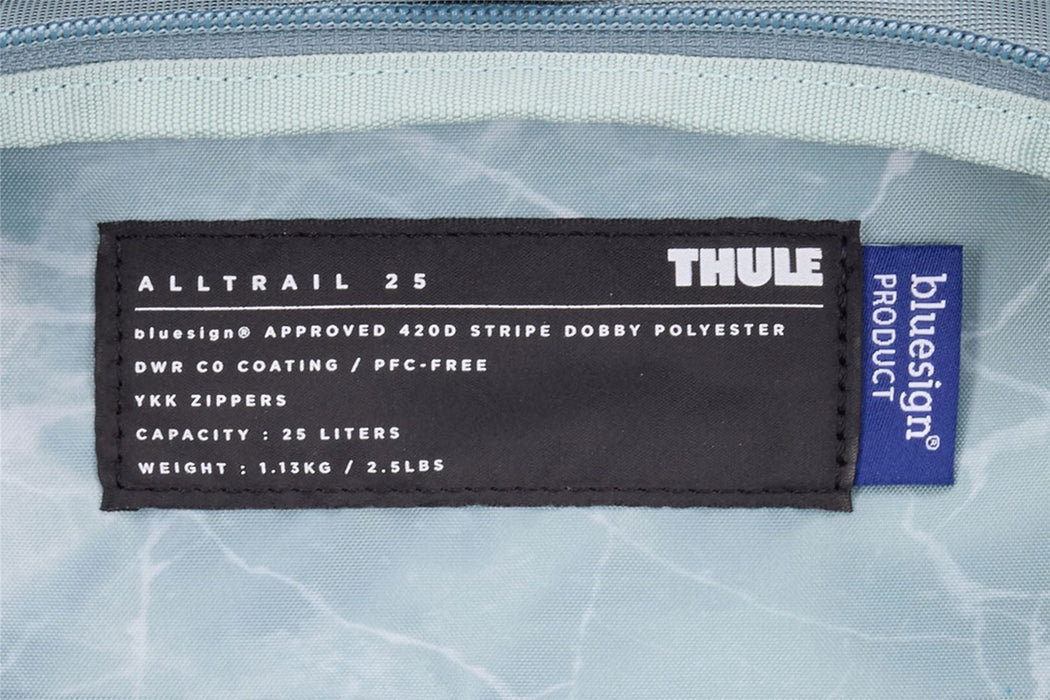 ALLTRAIL 25
THULE
bluesign® APPROVED 420D STRIPE DOBBY POLYESTER
DWR C0 COATING / PFC-FREE
YKK ZIPPERS
CAPACITY : 25 LITERS
WEIGHT : 1.13KG / 2.5LBS
bluesign®
PRODUCT